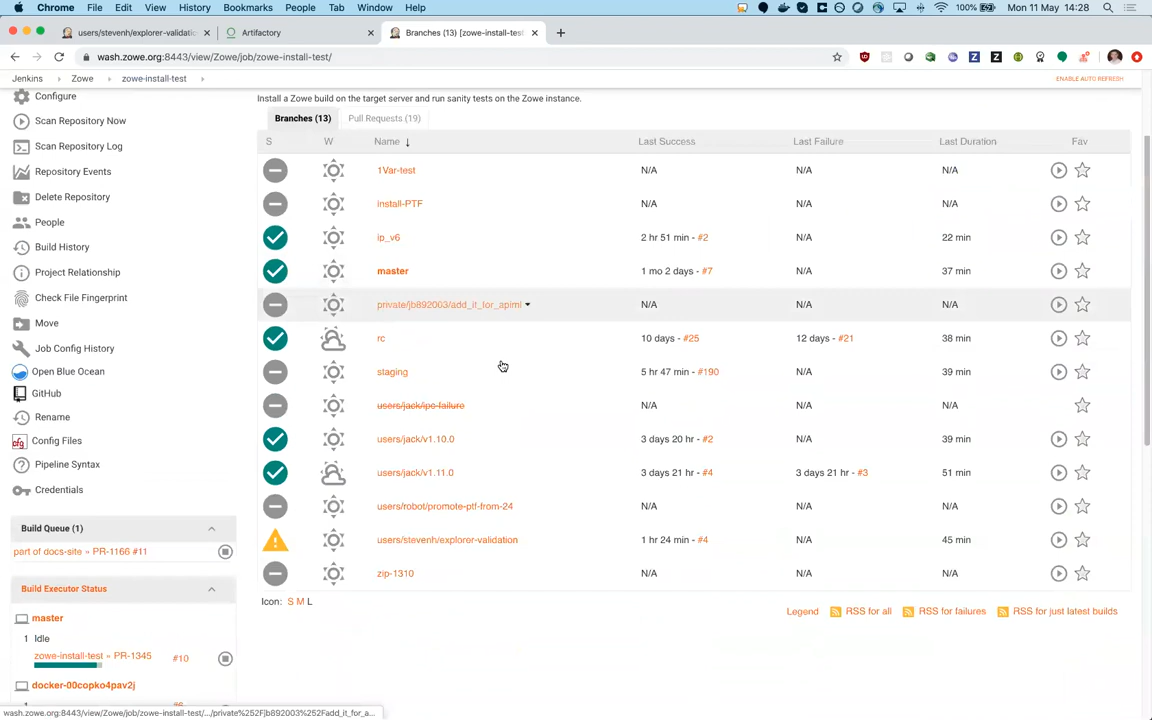 Chrome File Edit View History Bookmarks People Tab Window Help 100% Mon 11 May 14:28
users/stevenh/explorer-validatio Artifactory Branches (13) [zowe-install-test
wash.zowe.org:8443/view/Zowe/job/zowe-install-test/
Jenkins Zowe zowe-install-test ENABLE AUTO REFRESH
Configure
Scan Repository Now
Scan Repository Log
Repository Events
Delete Repository
People
Build History
Project Relationship
Check File Fingerprint
Move
Job Config History
Open Blue Ocean
GitHub
Rename
Config Files
Pipeline Syntax
Credentials
Build Queue (1)
part of docs-site » PR-1166 #11
Build Executor Status
master
1 Idle
zowe-install-test » PR-1345 #10
docker-00copko4pav2j
Install a Zowe build on the target server and run sanity tests on the Zowe instance.
Branches (13) Pull Requests (19)
S W Name ↓ Last Success Last Failure Last Duration Fav
1Var-test N/A N/A N/A
install-PTF N/A N/A N/A
ip_v6 2 hr 51 min - #2 N/A 22 min
master 1 mo 2 days - #7 N/A 37 min
private/jb892003/add_it_for_apiml N/A N/A N/A
rc 10 days - #25 12 days - #21 38 min
staging 5 hr 47 min - #190 N/A 39 min
users/jack/ipc-failure N/A N/A N/A
users/jack/v1.10.0 3 days 20 hr - #2 N/A 39 min
users/jack/v1.11.0 3 days 21 hr - #4 3 days 21 hr - #3 51 min
users/robot/promote-ptf-from-24 N/A N/A N/A
users/stevenh/explorer-validation 1 hr 24 min - #4 N/A 45 min
zip-1310 N/A N/A N/A
Icon: S M L
Legend RSS for all RSS for failures RSS for just latest builds
wash.zowe.org:8443/view/Zowe/job/zowe-install-test/.../private%252Fjb892003%252Fadd_it_for_a...